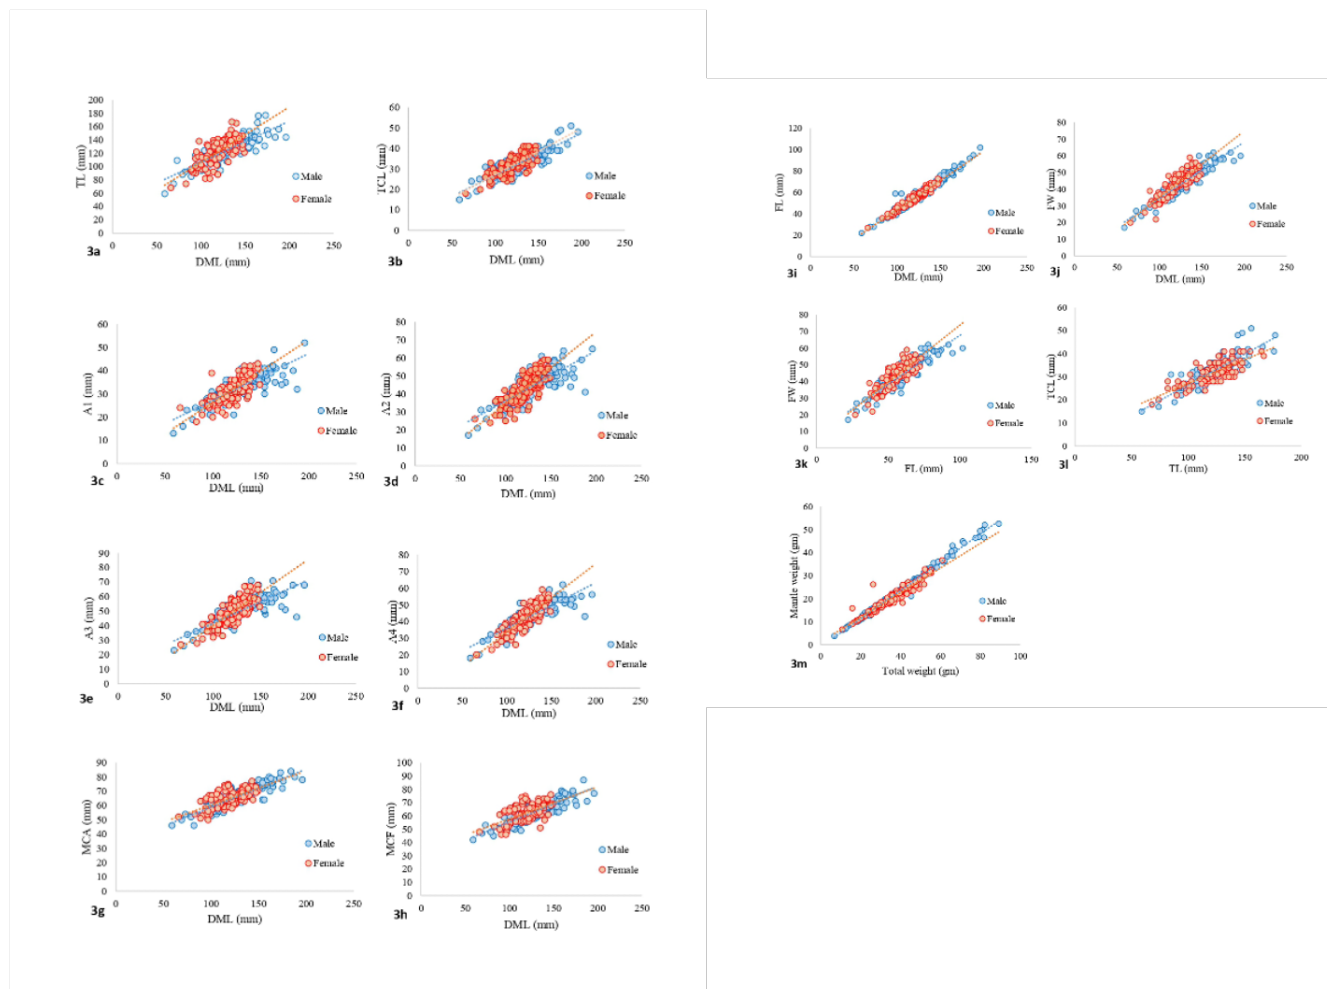 200
180
160
140
120
100
80
60
40
20
0
TL (mm)
0 50 100 150 200 250
DML (mm)
Male
Female
3a
60
50
40
30
20
10
0
TCL (mm)
0 50 100 150 200 250
DML (mm)
Male
Female
3b
60
50
40
30
20
10
0
A1 (mm)
0 50 100 150 200 250
DML (mm)
Male
Female
3c
80
70
60
50
40
30
20
10
0
A2 (mm)
0 50 100 150 200 250
DML (mm)
Male
Female
3d
90
80
70
60
50
40
30
20
10
0
A3 (mm)
0 50 100 150 200 250
DML (mm)
Male
Female
3e
80
70
60
50
40
30
20
10
0
A4 (mm)
0 50 100 150 200 250
DML (mm)
Male
Female
3f
90
80
70
60
50
40
30
20
10
0
MCA (mm)
0 50 100 150 200 250
DML (mm)
Male
Female
3g
100
90
80
70
60
50
40
30
20
10
0
MCF (mm)
0 50 100 150 200 250
DML (mm)
Male
Female
3h
120
100
80
60
40
20
0
FL (mm)
0 50 100 150 200 250
DML (mm)
Male
Female
3i
80
70
60
50
40
30
20
10
0
FW (mm)
0 50 100 150 200 250
DML (mm)
Male
Female
3j
80
70
60
50
40
30
20
10
0
FW (mm)
0 50 100 150
FL (mm)
Male
Female
3k
60
50
40
30
20
10
0
TCL (mm)
0 50 100 150 200
TL (mm)
Male
Female
3l
60
50
40
30
20
10
0
Mantle weight (gm)
0 20 40 60 80 100
Total weight (gm)
Male
Female
3m